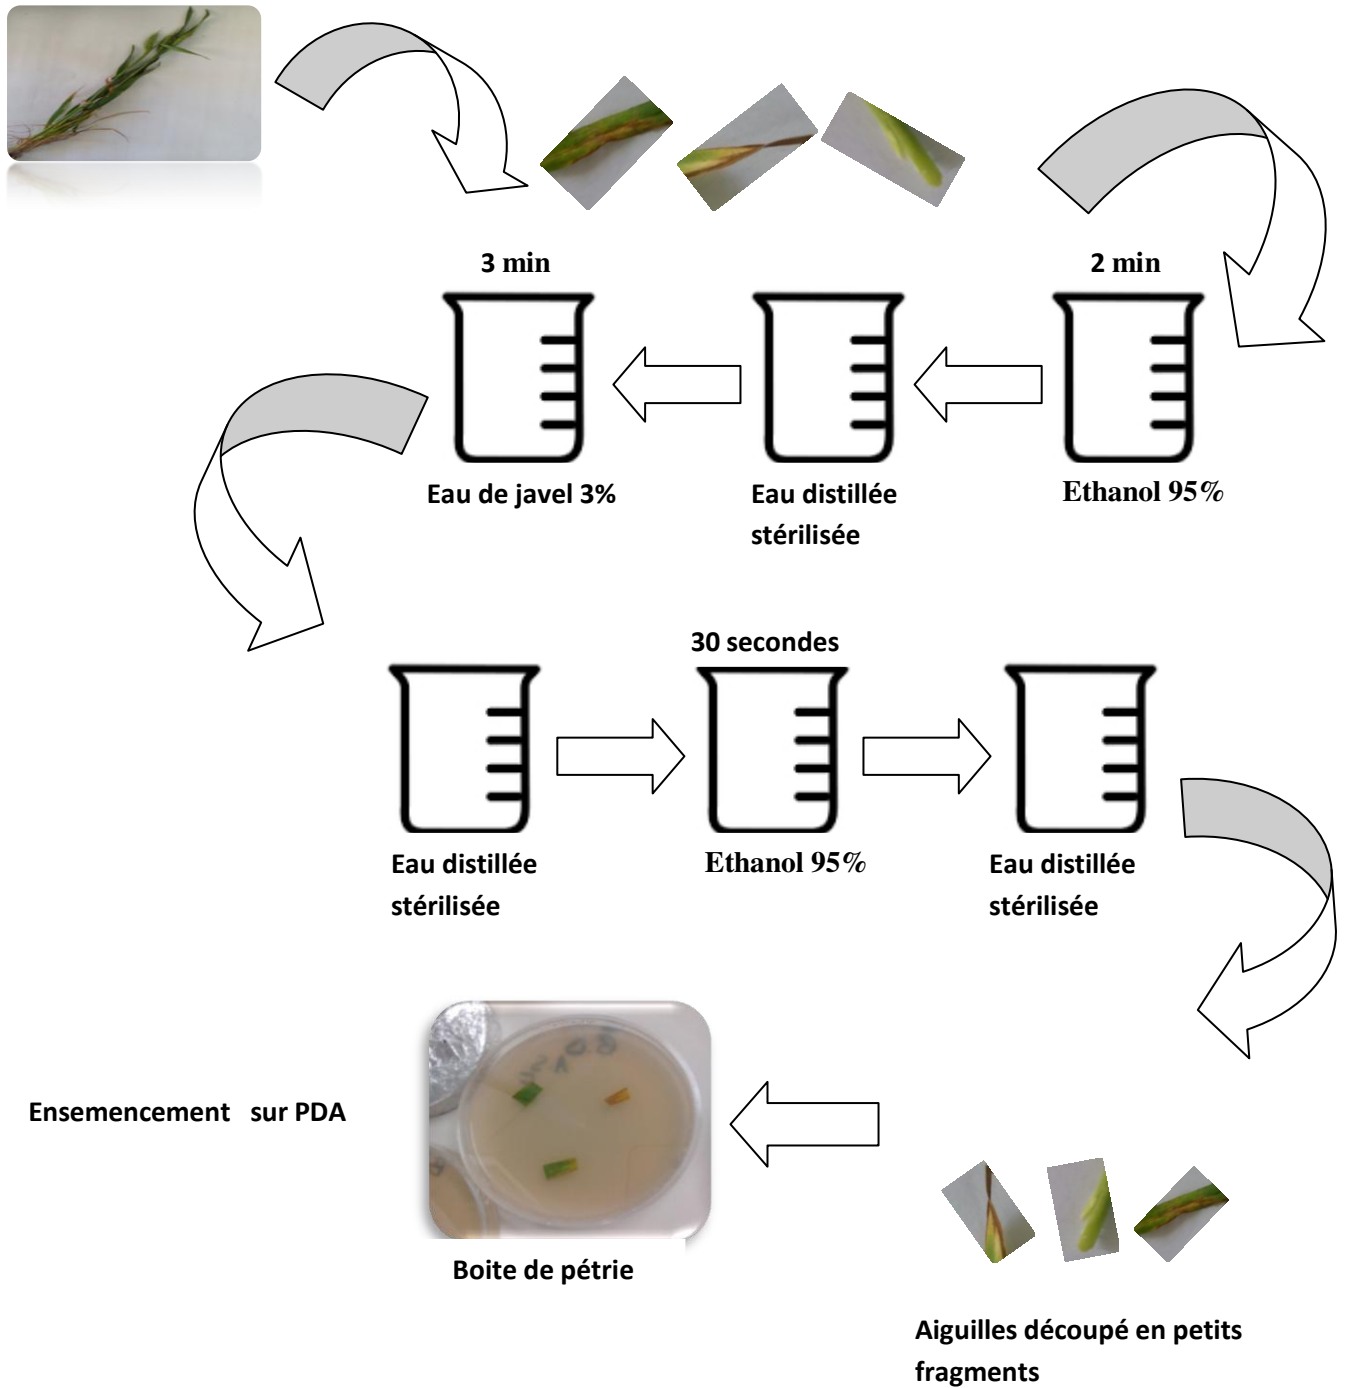 3 min
2 min
Eau de javel 3%
Eau distillée
stérilisée
Ethanol 95%
30 secondes
Eau distillée
stérilisée
Ethanol 95%
Eau distillée
stérilisée
Ensemencement sur PDA
Boite de pétrie
Aiguilles découpé en petits
fragments